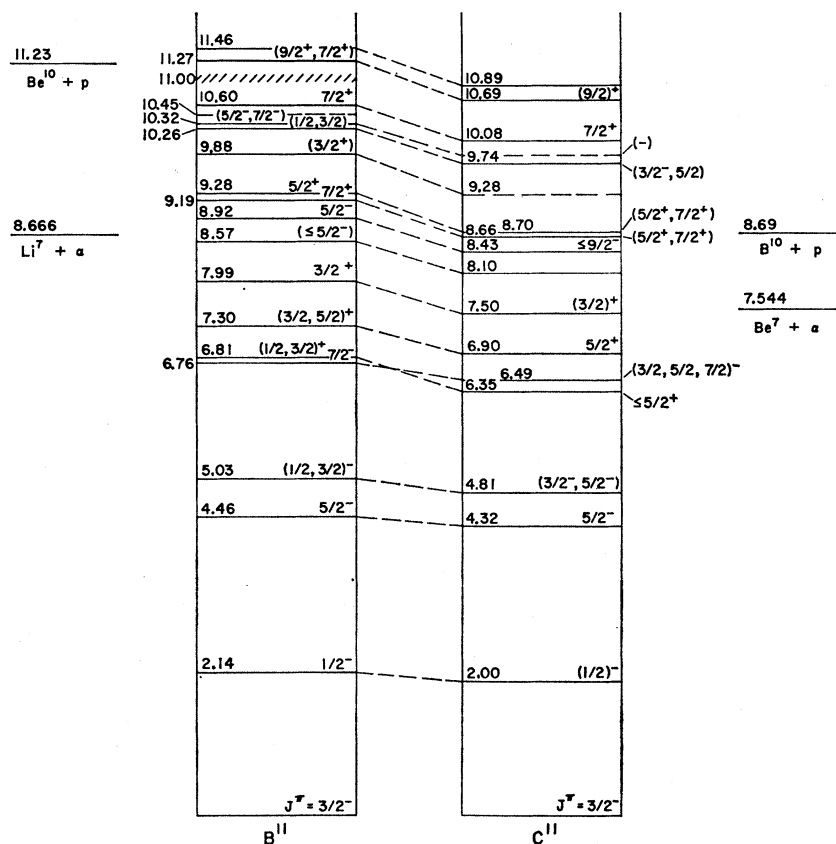 11.23
Be¹⁰ + p
8.666
Li⁷ + α
11.46
11.27 (9/2⁺, 7/2⁺)
11.00
10.60 7/2⁺
10.45 (5/2⁻, 7/2⁻)
10.32 (1/2, 3/2)
10.26
9.88 (3/2⁺)
9.28 5/2⁺
9.19 7/2⁺
8.92 5/2⁻
8.57 (≤5/2⁻)
7.99 3/2⁺
7.30 (3/2, 5/2)⁺
6.81 (1/2, 3/2)⁺
6.76 7/2⁻
5.03 (1/2, 3/2)⁻
4.46 5/2⁻
2.14 1/2⁻
Jᵖⁱ = 3/2⁻
B¹¹
10.89
10.69 (9/2)⁺
10.08 7/2⁺
(-)
9.74
(3/2⁻, 5/2)
9.28
8.70 (5/2⁺, 7/2⁺)
8.66 (5/2⁺, 7/2⁺)
8.43 ≤9/2⁻
8.10
7.50 (3/2)⁺
6.90 5/2⁺
6.49 (3/2, 5/2, 7/2)⁻
6.35 ≤5/2⁺
4.81 (3/2⁻, 5/2⁻)
4.32 5/2⁻
2.00 (1/2)⁻
Jᵖⁱ = 3/2⁻
C¹¹
8.69
B¹⁰ + p
7.544
Be⁷ + α